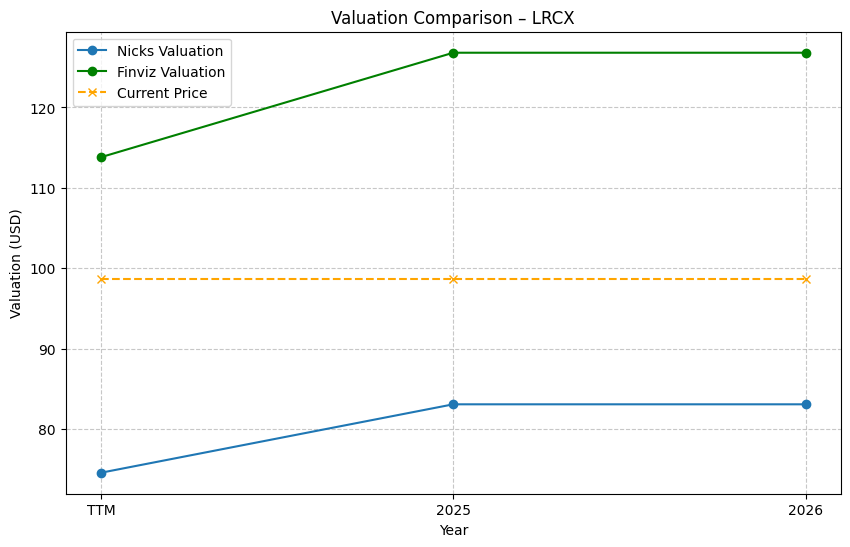 Valuation Comparison – LRCX
Nicks Valuation
Finviz Valuation
Current Price
Valuation (USD)
120
110
100
90
80
TTM
2025
2026
Year